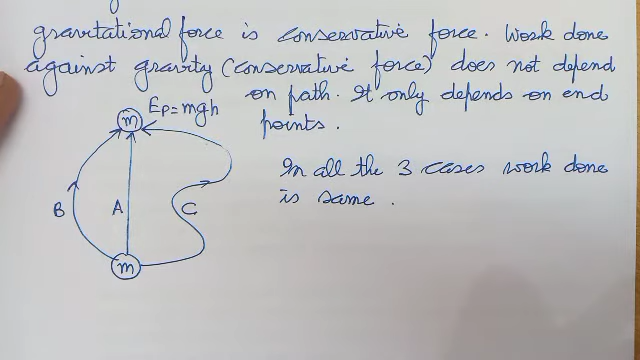 gravitational force is conservative force. Work done
against gravity (conservative force) does not depend
on path. It only depends on end
points.
m Ep=mgh
In all the 3 cases work done
is same.
B A C
m